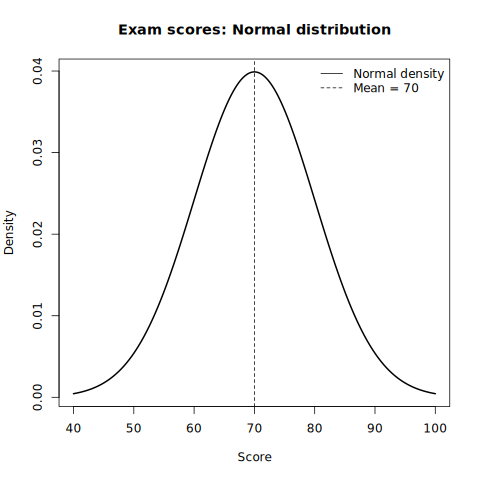 Exam scores: Normal distribution
Normal density
Mean = 70
Density
0.04
0.03
0.02
0.01
0.00
40 50 60 70 80 90 100
Score